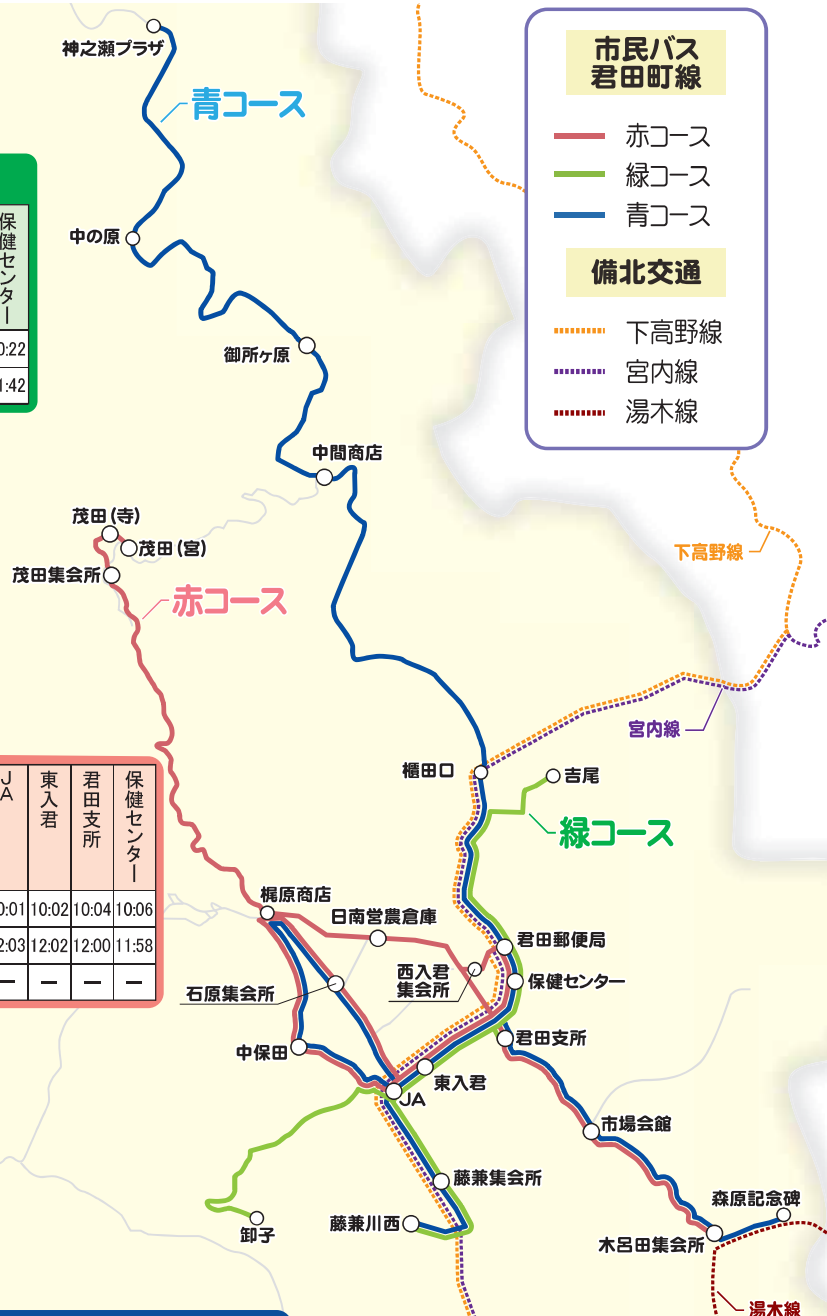 神之瀬プラザ
青コース
市民バス
君田町線
赤コース
緑コース
青コース
備北交通
下高野線
宮内線
湯木線
保健センター
0:22
1:42
中の原
御所ヶ原
中間商店
茂田(寺)
茂田(宮)
茂田集会所
赤コース
下高野線
宮内線
櫃田口
吉尾
緑コース
JA
東入君
君田支所
保健センター
0:01 10:02 10:04 10:06
2:03 12:02 12:00 11:58
ー ー ー ー
梶原商店
日南営農倉庫
君田郵便局
西入君
集会所
保健センター
石原集会所
君田支所
中保田
東入君
JA
市場会館
藤兼集会所
森原記念碑
藤兼川西
卸子
木呂田集会所
湯木線